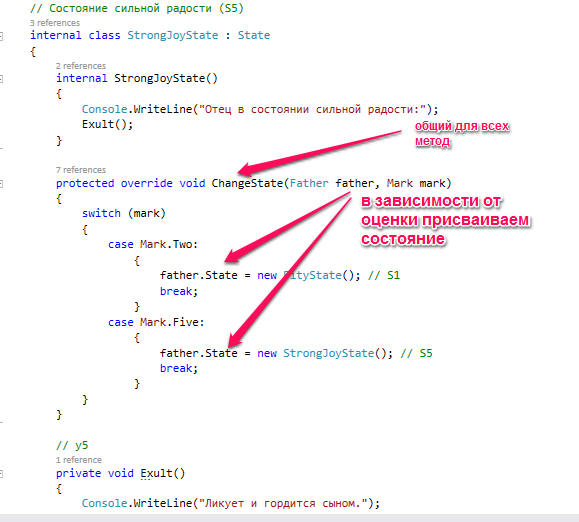 // Состояние сильной радости (S5)
3 references
internal class StrongJoyState : State
{
2 references
internal StrongJoyState()
{
Console.WriteLine("Отец в состоянии сильной радости:");
Exult();
}
общий для всех
метод
7 references
protected override void ChangeState(Father father, Mark mark)
{
в зависимости от
оценки присваиваем
состояние
switch (mark)
{
case Mark.Two:
{
father.State = new PityState(); // S1
break;
}
case Mark.Five:
{
father.State = new StrongJoyState(); // S5
break;
}
}
}
// y5
1 reference
private void Exult()
{
Console.WriteLine("Ликует и гордится сыном.");